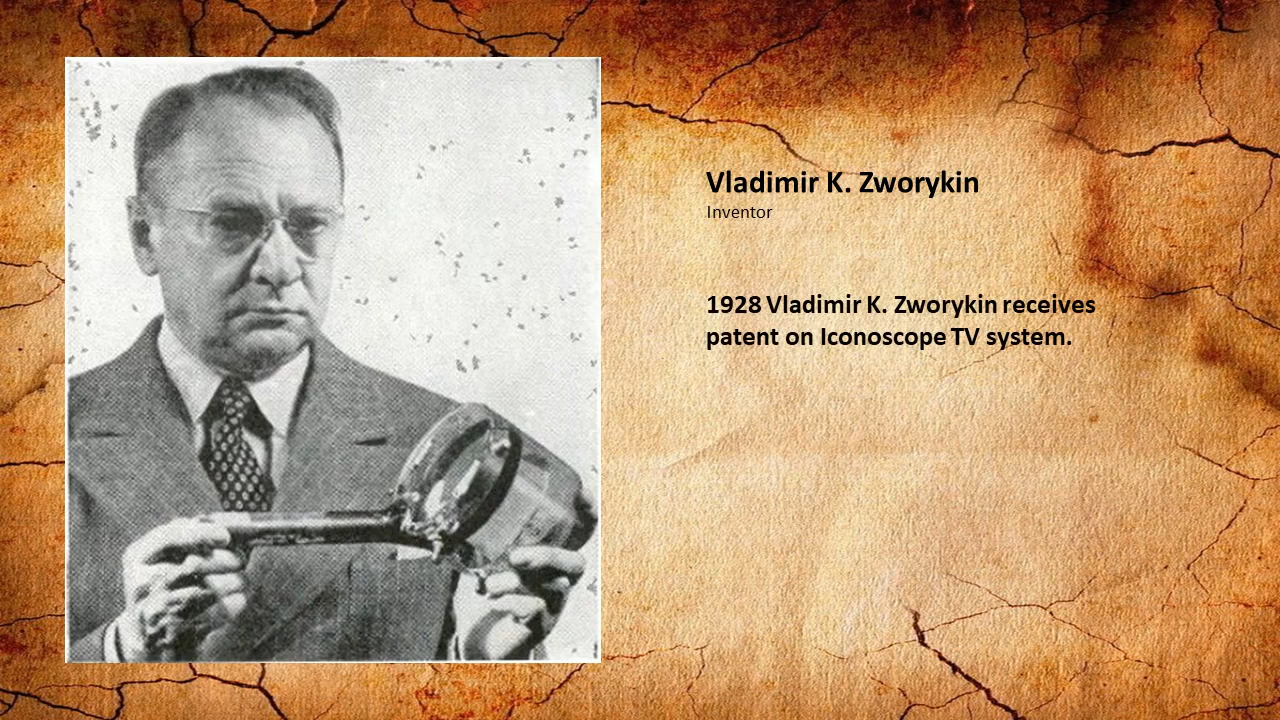 Vladimir K. Zworykin
Inventor
1928 Vladimir K. Zworykin receives
patent on Iconoscope TV system.